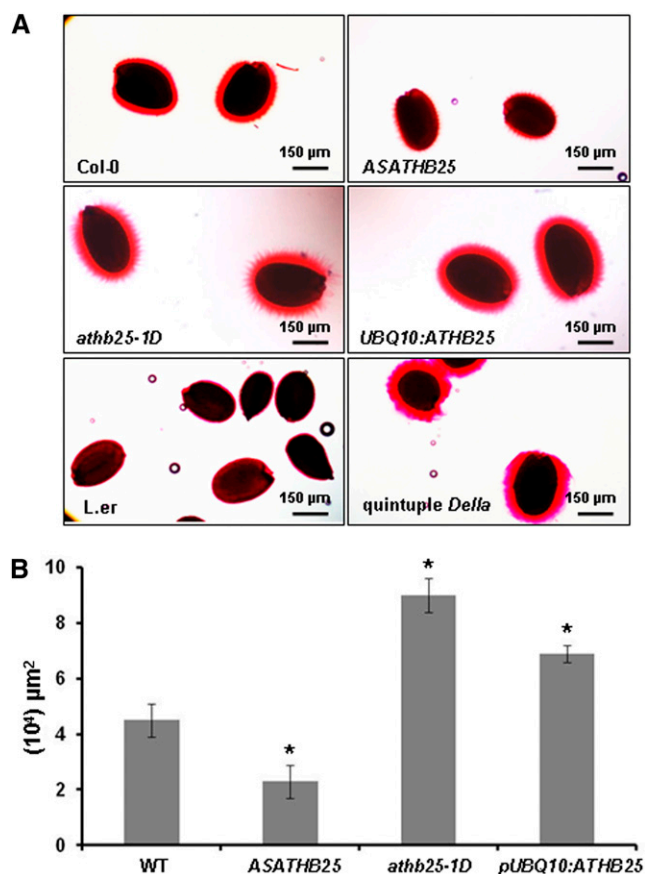 A
Col-0
150 µm
ASATHB25
150 µm
athb25-1D
150 µm
UBQ10:ATHB25
150 µm
L.er
150 µm
quintuple Della
150 µm
B
10
8
6
4
2
0
(10⁴) µm²
*
*
*
WT
ASATHB25
athb25-1D
pUBQ10:ATHB25